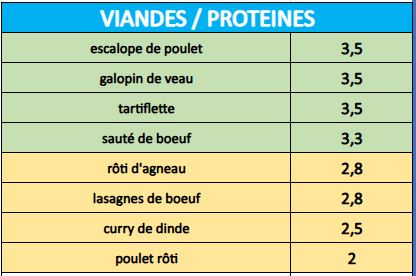 VIANDES / PROTEINES
escalope de poulet 3,5
galopin de veau 3,5
tartiflette 3,5
sauté de boeuf 3,3
rôti d'agneau 2,8
lasagnes de boeuf 2,8
curry de dinde 2,5
poulet rôti 2